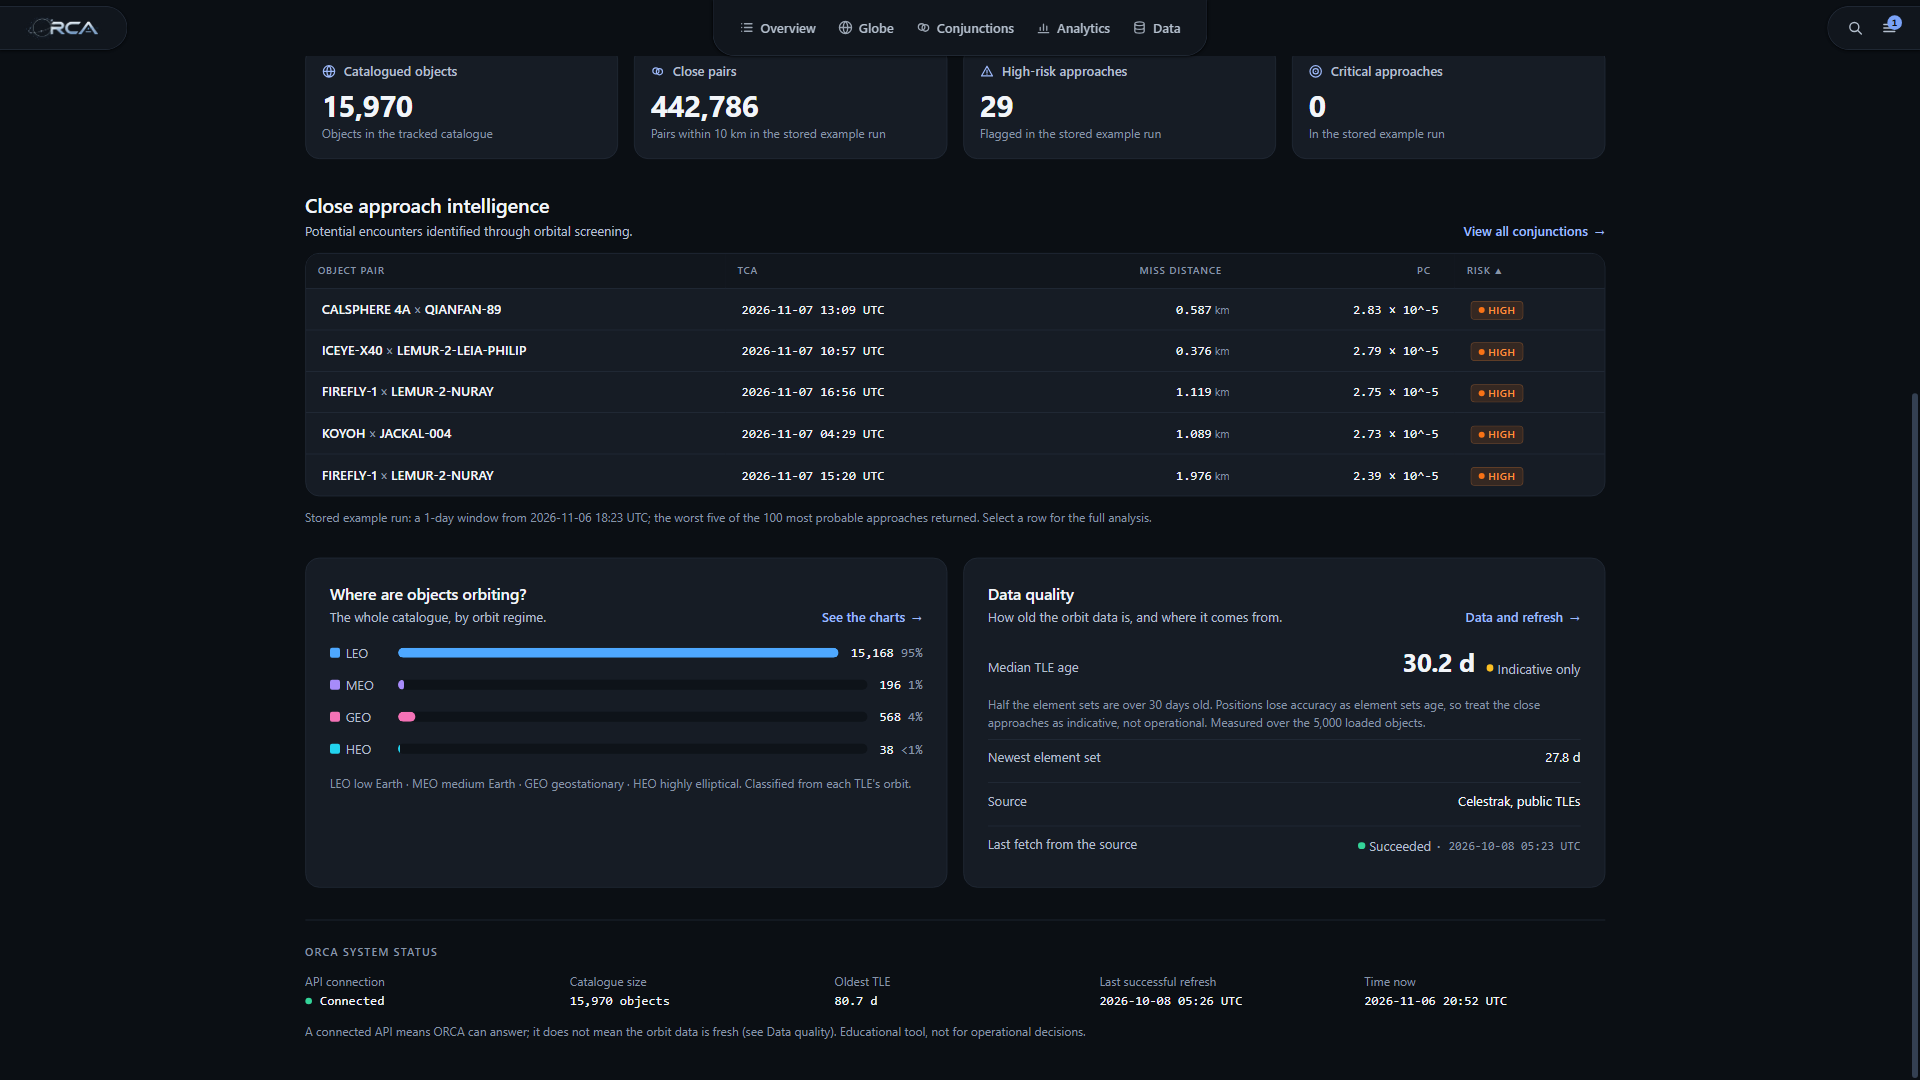 ORCA
Overview
Globe
Conjunctions
Analytics
Data
1
Catalogued objects
15,970
Objects in the tracked catalogue
Close pairs
442,786
Pairs within 10 km in the stored example run
High-risk approaches
29
Flagged in the stored example run
Critical approaches
0
In the stored example run
Close approach intelligence
Potential encounters identified through orbital screening.
View all conjunctions →
OBJECT PAIR TCA MISS DISTANCE PC RISK ▲
CALSPHERE 4A × QIANFAN-89 2026-11-07 13:09 UTC 0.587 km 2.83 × 10^-5 HIGH
ICEYE-X40 × LEMUR-2-LEIA-PHILIP 2026-11-07 10:57 UTC 0.376 km 2.79 × 10^-5 HIGH
FIREFLY-1 × LEMUR-2-NURAY 2026-11-07 16:56 UTC 1.119 km 2.75 × 10^-5 HIGH
KOYOH × JACKAL-004 2026-11-07 04:29 UTC 1.089 km 2.73 × 10^-5 HIGH
FIREFLY-1 × LEMUR-2-NURAY 2026-11-07 15:20 UTC 1.976 km 2.39 × 10^-5 HIGH
Stored example run: a 1-day window from 2026-11-06 18:23 UTC; the worst five of the 100 most probable approaches returned. Select a row for the full analysis.
Where are objects orbiting?
The whole catalogue, by orbit regime.
See the charts →
LEO 15,168 95%
MEO 196 1%
GEO 568 4%
HEO 38 <1%
LEO low Earth · MEO medium Earth · GEO geostationary · HEO highly elliptical. Classified from each TLE's orbit.
Data quality
How old the orbit data is, and where it comes from.
Data and refresh →
Median TLE age 30.2 d Indicative only
Half the element sets are over 30 days old. Positions lose accuracy as element sets age, so treat the close
approaches as indicative, not operational. Measured over the 5,000 loaded objects.
Newest element set 27.8 d
Source Celestrak, public TLEs
Last fetch from the source Succeeded · 2026-10-08 05:23 UTC
ORCA SYSTEM STATUS
API connection
Connected
Catalogue size
15,970 objects
Oldest TLE
80.7 d
Last successful refresh
2026-10-08 05:26 UTC
Time now
2026-11-06 20:52 UTC
A connected API means ORCA can answer; it does not mean the orbit data is fresh (see Data quality). Educational tool, not for operational decisions.